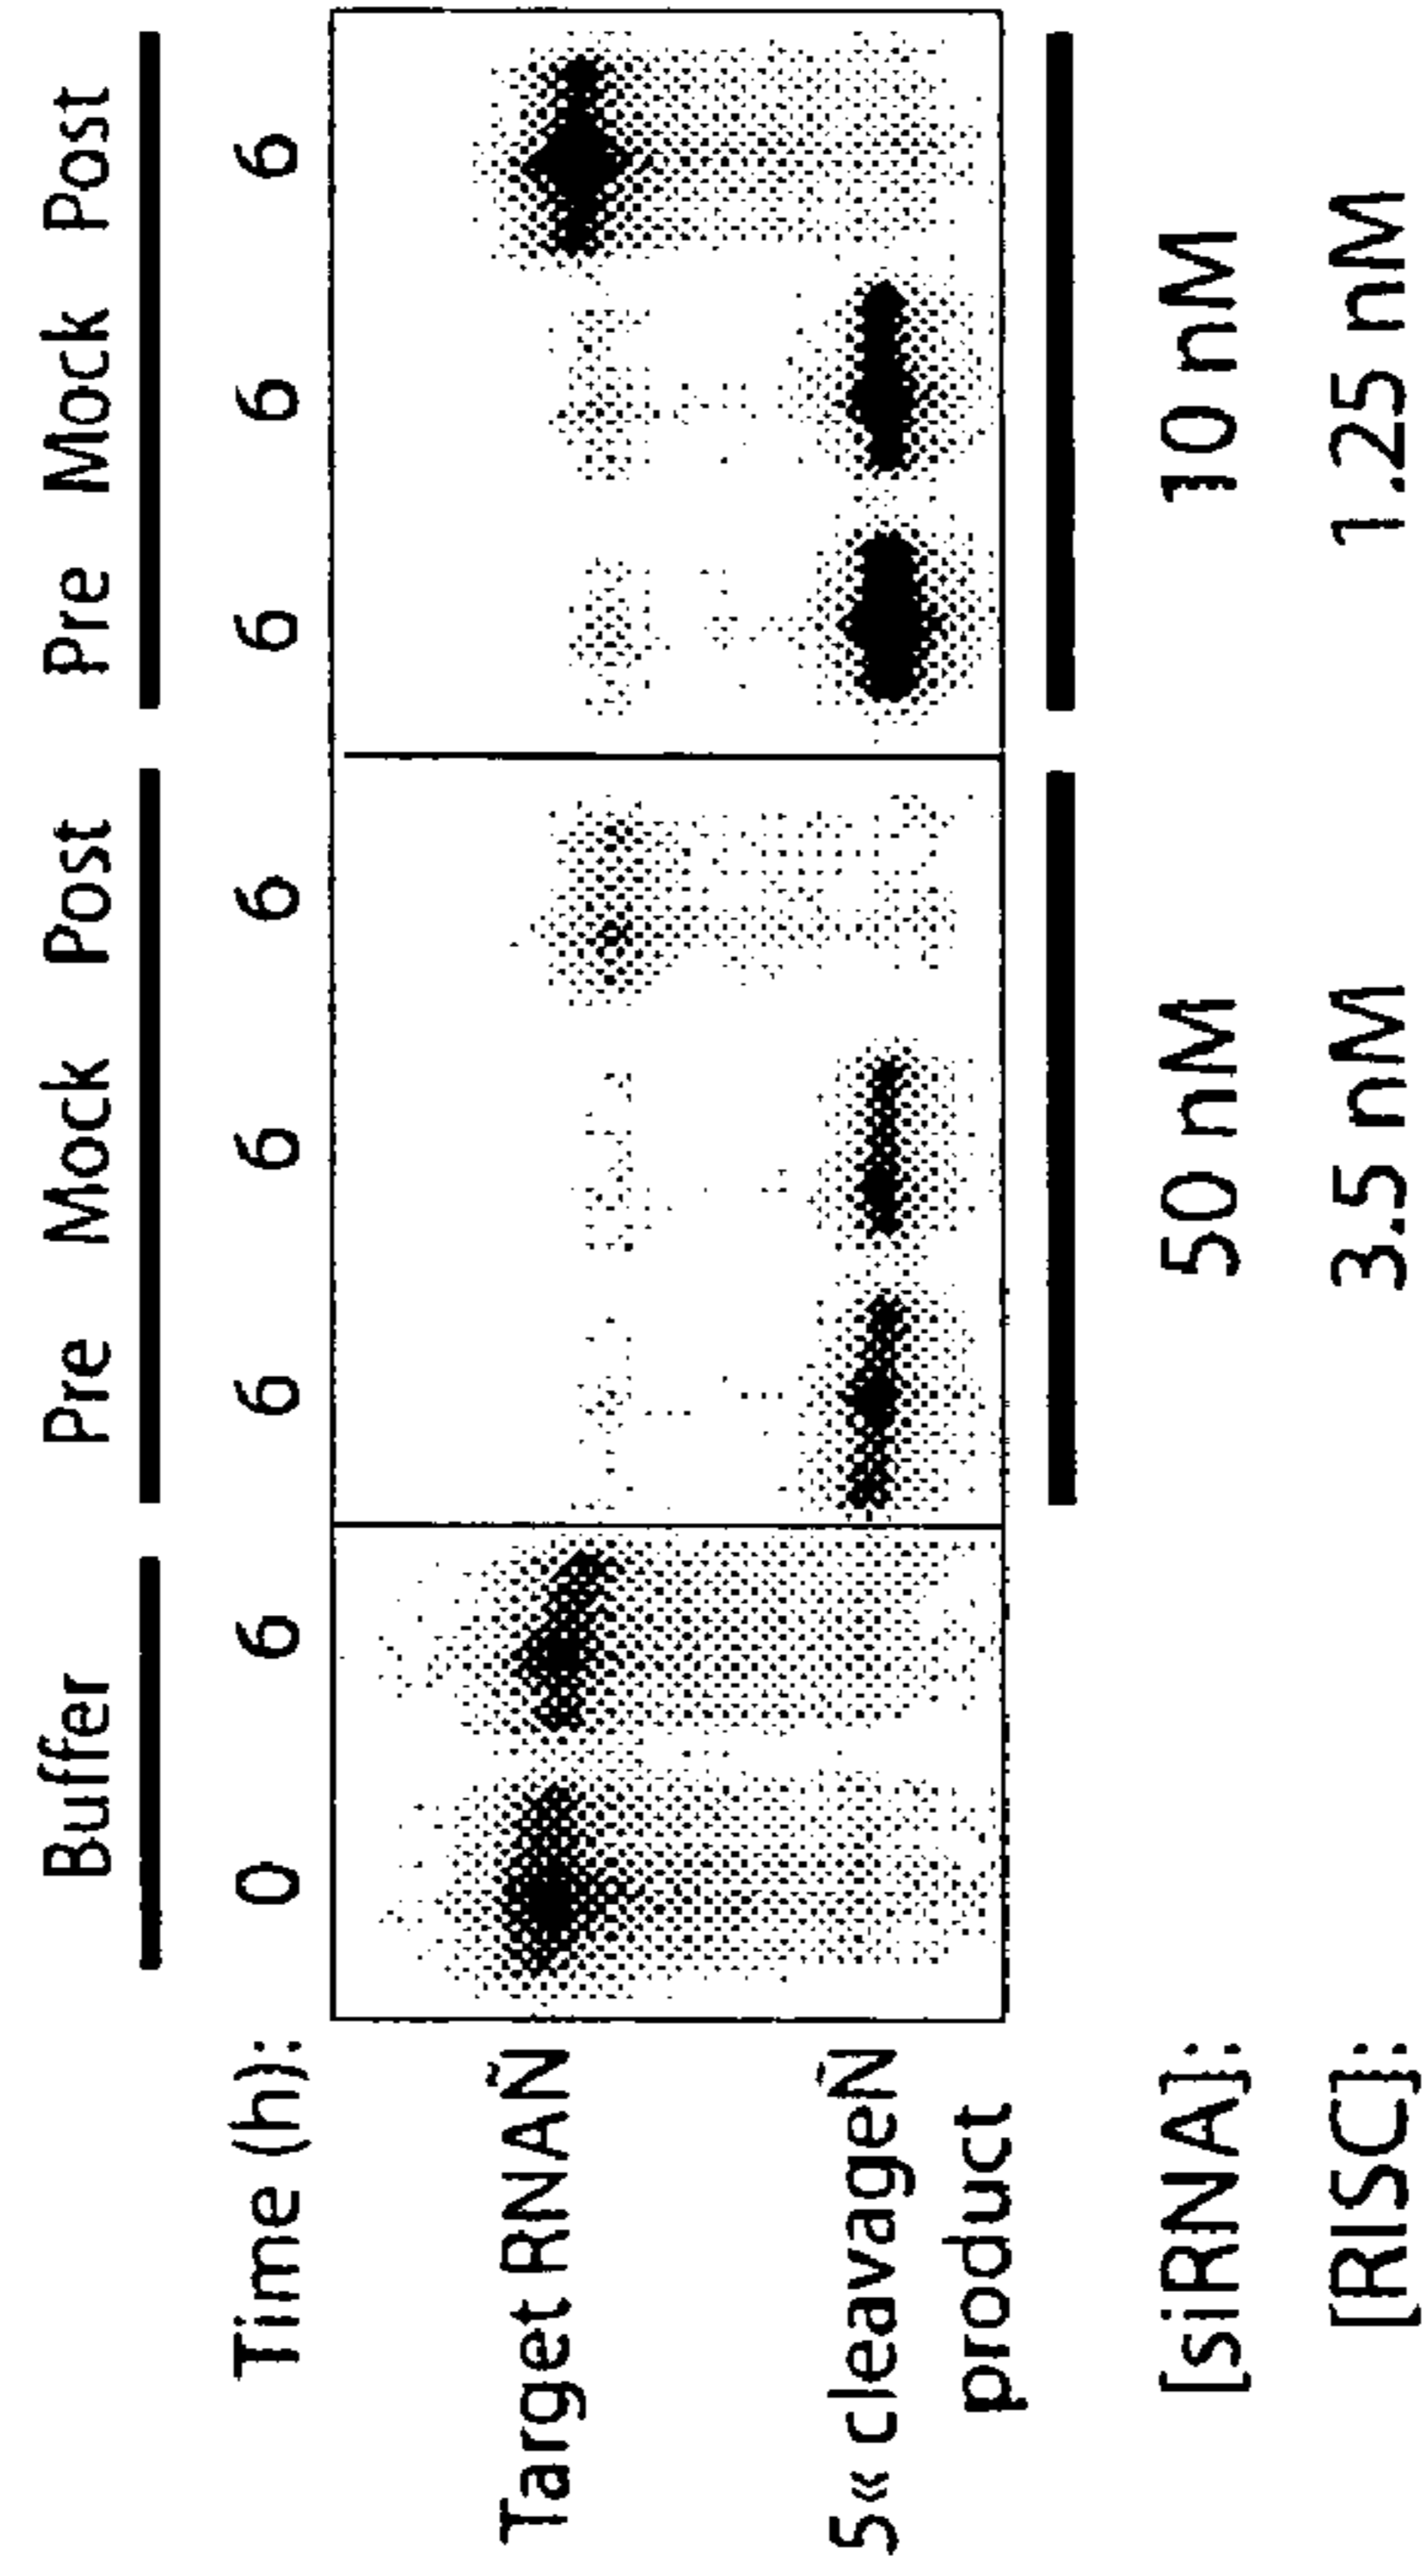 Buffer Pre Mock Post Pre Mock Post
Time (h): 0 6 6 6 6 6 6 6
Target RNAÑ
5« cleavageÑ
product
[siRNA]: 50 nM 10 nM
[RISC]: 3.5 nM 1.25 nM